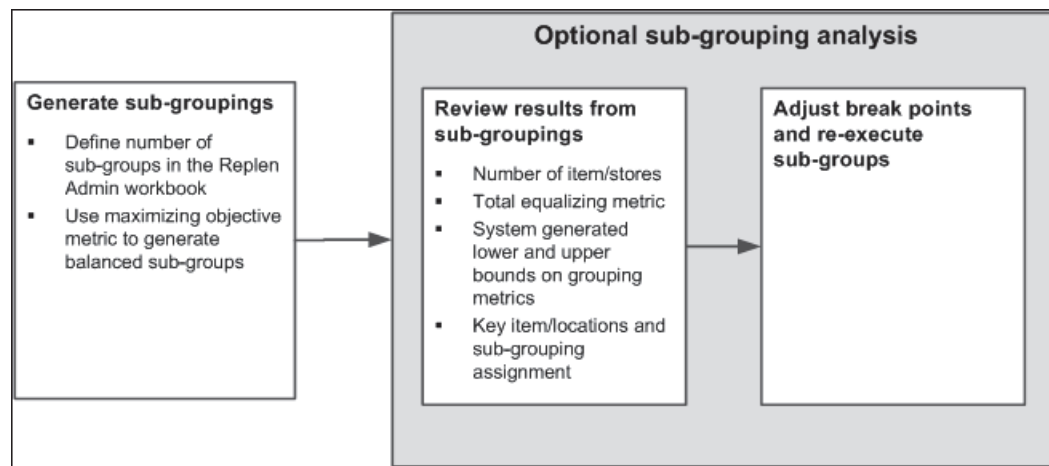 Optional sub-grouping analysis
Generate sub-groupings
▪ Define number of
sub-groups in the Replen
Admin workbook
▪ Use maximizing objective
metric to generate
balanced sub-groups
Review results from
sub-groupings
▪ Number of item/stores
▪ Total equalizing metric
▪ System generated
lower and upper
bounds on grouping
metrics
▪ Key item/locations and
sub-grouping
assignment
Adjust break points
and re-execute
sub-groups